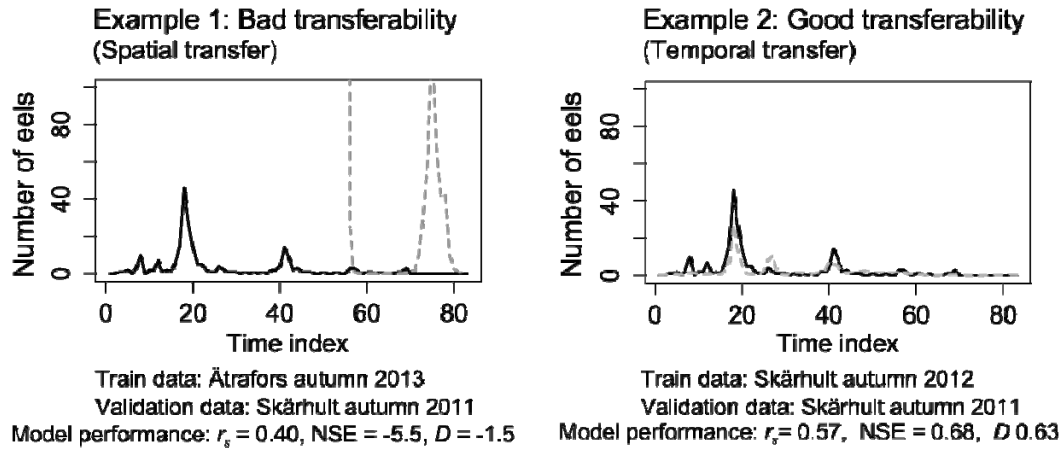 Example 1: Bad transferability
(Spatial transfer)
Number of eels
80
40
0
0 20 40 60 80
Time index
Train data: Ätrafors autumn 2013
Validation data: Skärhult autumn 2011
Model performance: rₛ = 0.40, NSE = -5.5, D = -1.5
Example 2: Good transferability
(Temporal transfer)
Number of eels
80
40
0
0 20 40 60 80
Time index
Train data: Skärhult autumn 2012
Validation data: Skärhult autumn 2011
Model performance: rₛ= 0.57, NSE = 0.68, D 0.63